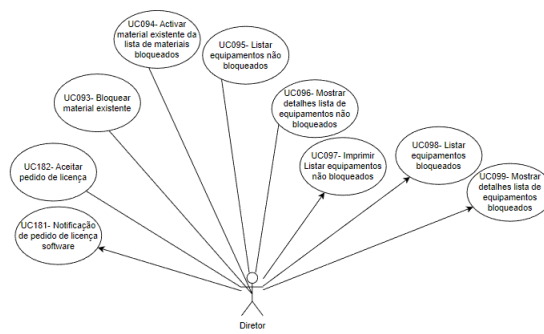 UC094- Activar
material existente da
lista de materiais
bloqueados
UC095- Listar
equipamentos não
bloqueados
UC093- Bloquear
material existente
UC096- Mostrar
detalhes lista de
equipamentos não
bloqueados
UC097- Imprimir
Listar equipamentos
não bloqueados
UC098- Listar
equipamentos
bloqueados
UC099- Mostrar
detalhes lista de
equipamentos
bloqueados
UC182- Aceitar
pedido de licença
UC181- Notificação
de pedido de licença
software
Diretor